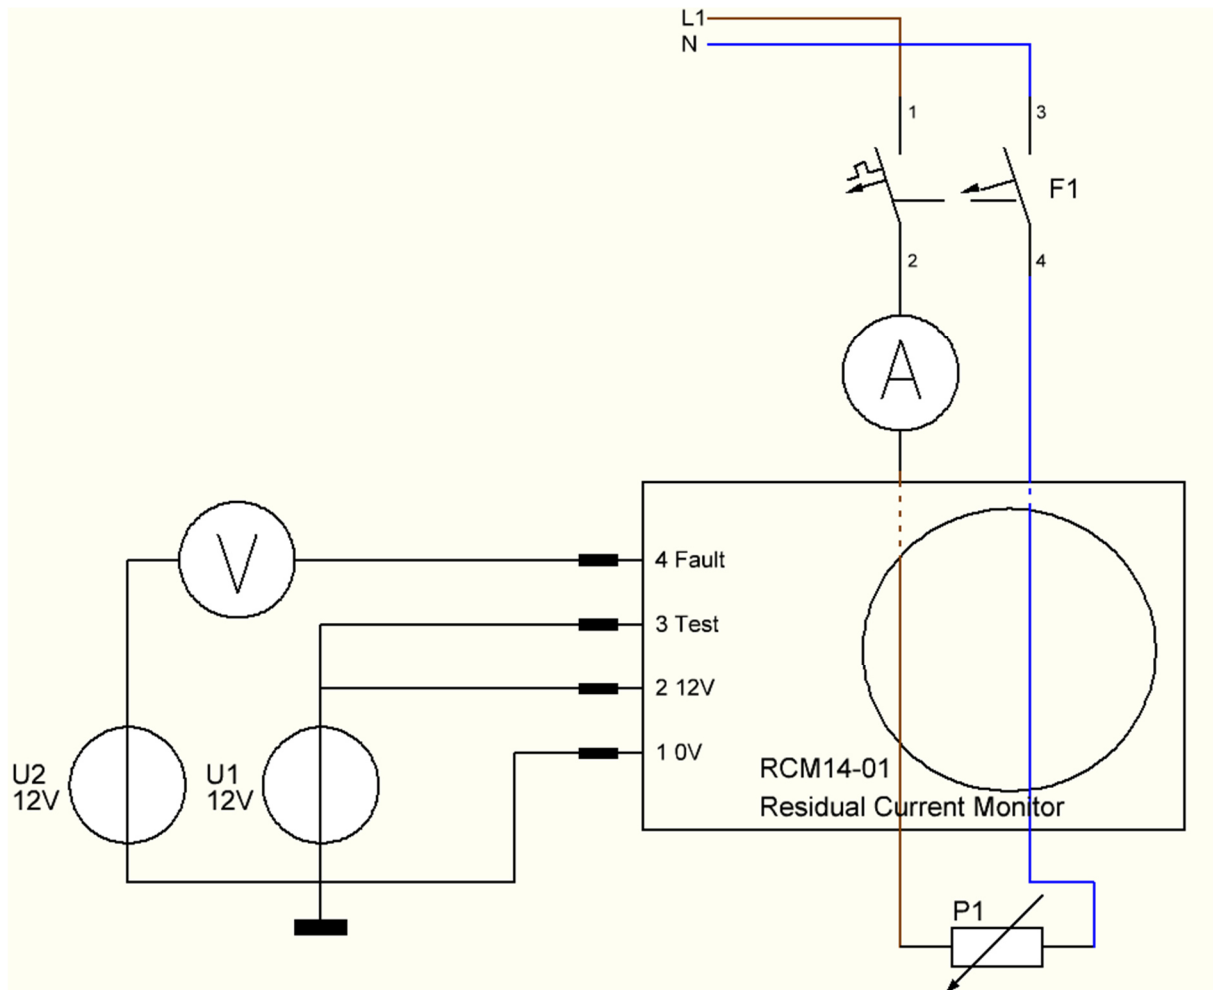 L1
N
1
3
F1
2
4
A
V
4 Fault
3 Test
2 12V
1 0V
U2
12V
U1
12V
RCM14-01
Residual Current Monitor
P1